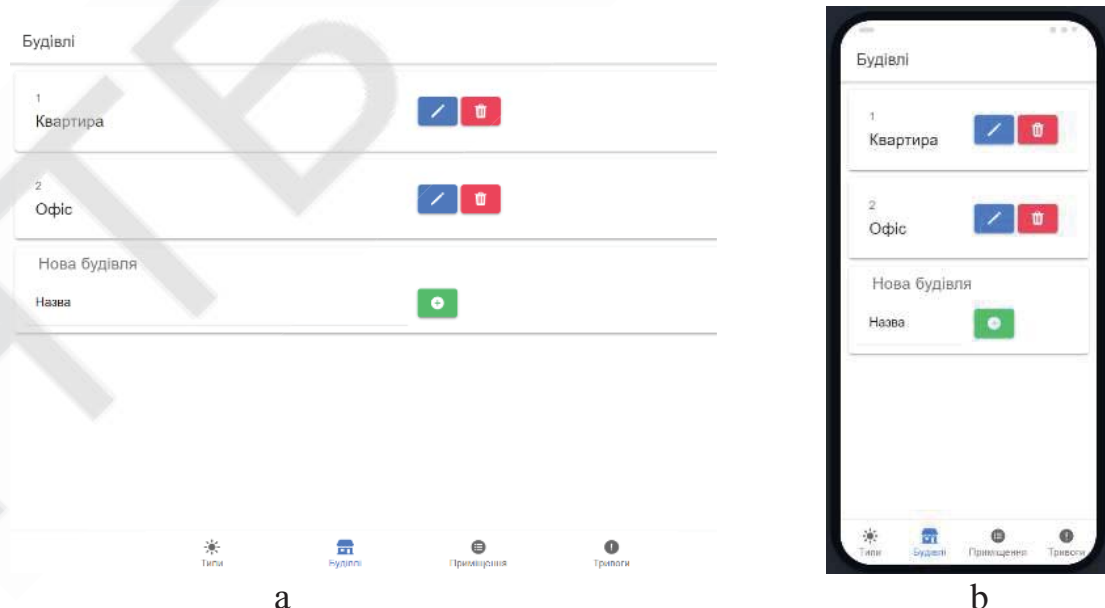 Будівлі
1
Квартира
2
Офіс
Нова будівля
Назва
Типи
Будівлі
Приміщення
Тривоги
a
Будівлі
1
Квартира
2
Офіс
Нова будівля
Назва
Типи
Будівлі
Приміщення
Тривоги
b